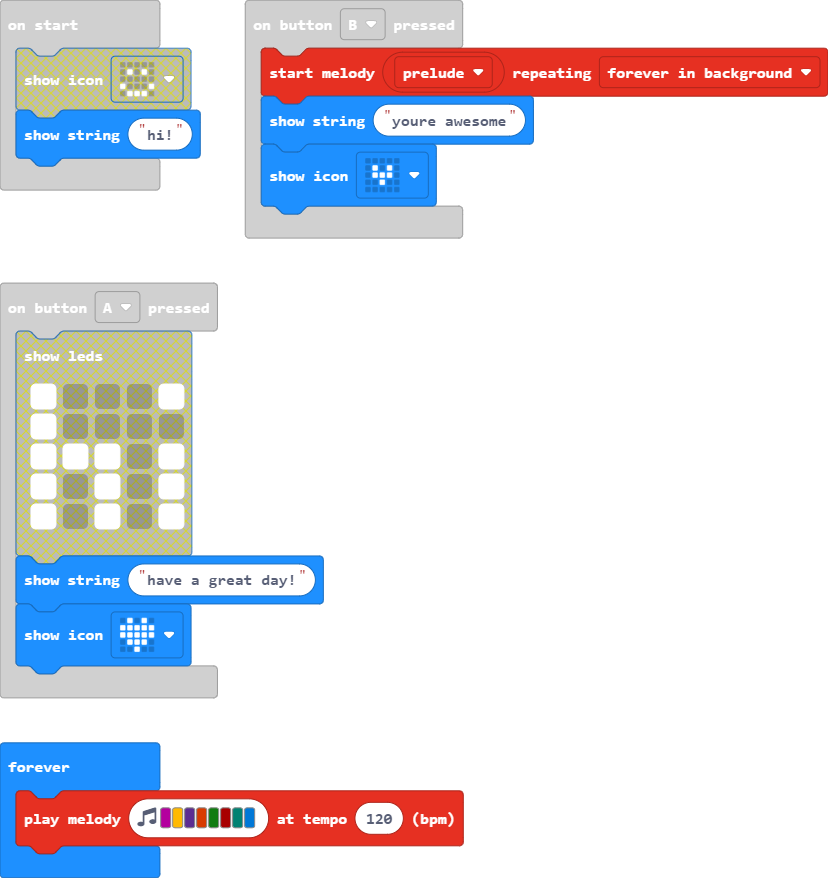 on start
show icon
show string "hi!"
on button B pressed
start melody prelude repeating forever in background
show string "youre awesome"
show icon
on button A pressed
show leds
show string "have a great day!"
show icon
forever
play melody at tempo 120 (bpm)